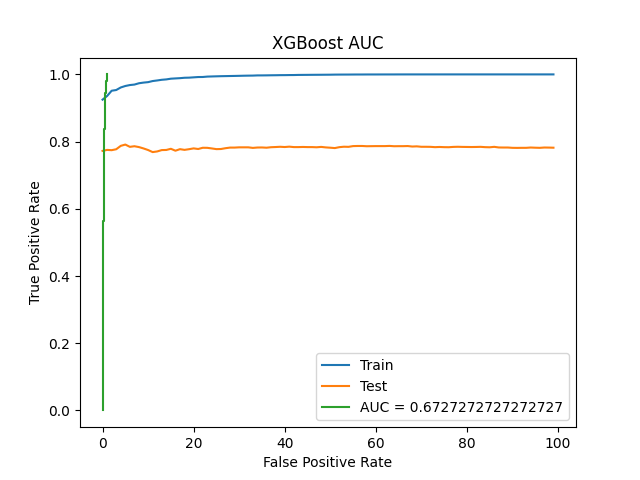 XGBoost AUC
True Positive Rate
1.0
0.8
0.6
0.4
0.2
0.0
Train
Test
AUC = 0.6727272727272727
0 20 40 60 80 100
False Positive Rate